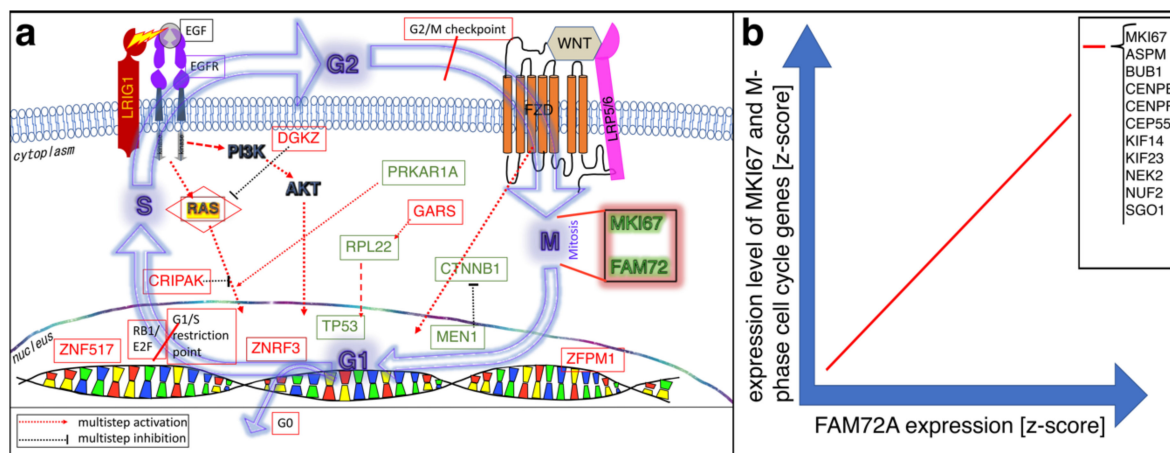 a
EGF
EGFR
LRIG1
G2
G2/M checkpoint
WNT
FZD
LRP5/6
cytoplasm
PI3K
DGKZ
AKT
PRKAR1A
S
RAS
GARS
RPL22
M
Mitosis
MKI67
FAM72
CTNNB1
CRIPAK
TP53
MEN1
nucleus
RB1/
E2F
G1/S
restriction
point
ZNF517
ZNRF3
G1
ZFPM1
G0
multistep activation
multistep inhibition
b
expression level of MKI67 and M-
phase cell cycle genes [z-score]
FAM72A expression [z-score]
MKI67
ASPM
BUB1
CENPE
CENPF
CEP55
KIF14
KIF23
NEK2
NUF2
SGO1